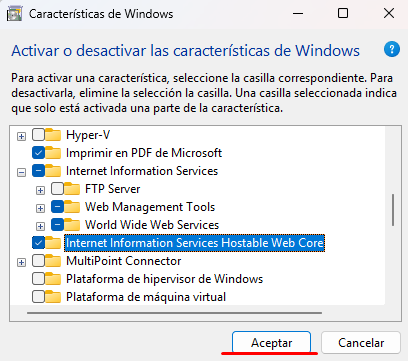 Características de Windows
Activar o desactivar las características de Windows
?
Para activar una característica, seleccione la casilla correspondiente. Para
desactivarla, elimine la selección la casilla. Una casilla seleccionada indica
que solo está activada una parte de la característica.
Hyper-V
Imprimir en PDF de Microsoft
Internet Information Services
FTP Server
Web Management Tools
World Wide Web Services
Internet Information Services Hostable Web Core
MultiPoint Connector
Plataforma de hipervisor de Windows
Plataforma de máquina virtual
Aceptar
Cancelar